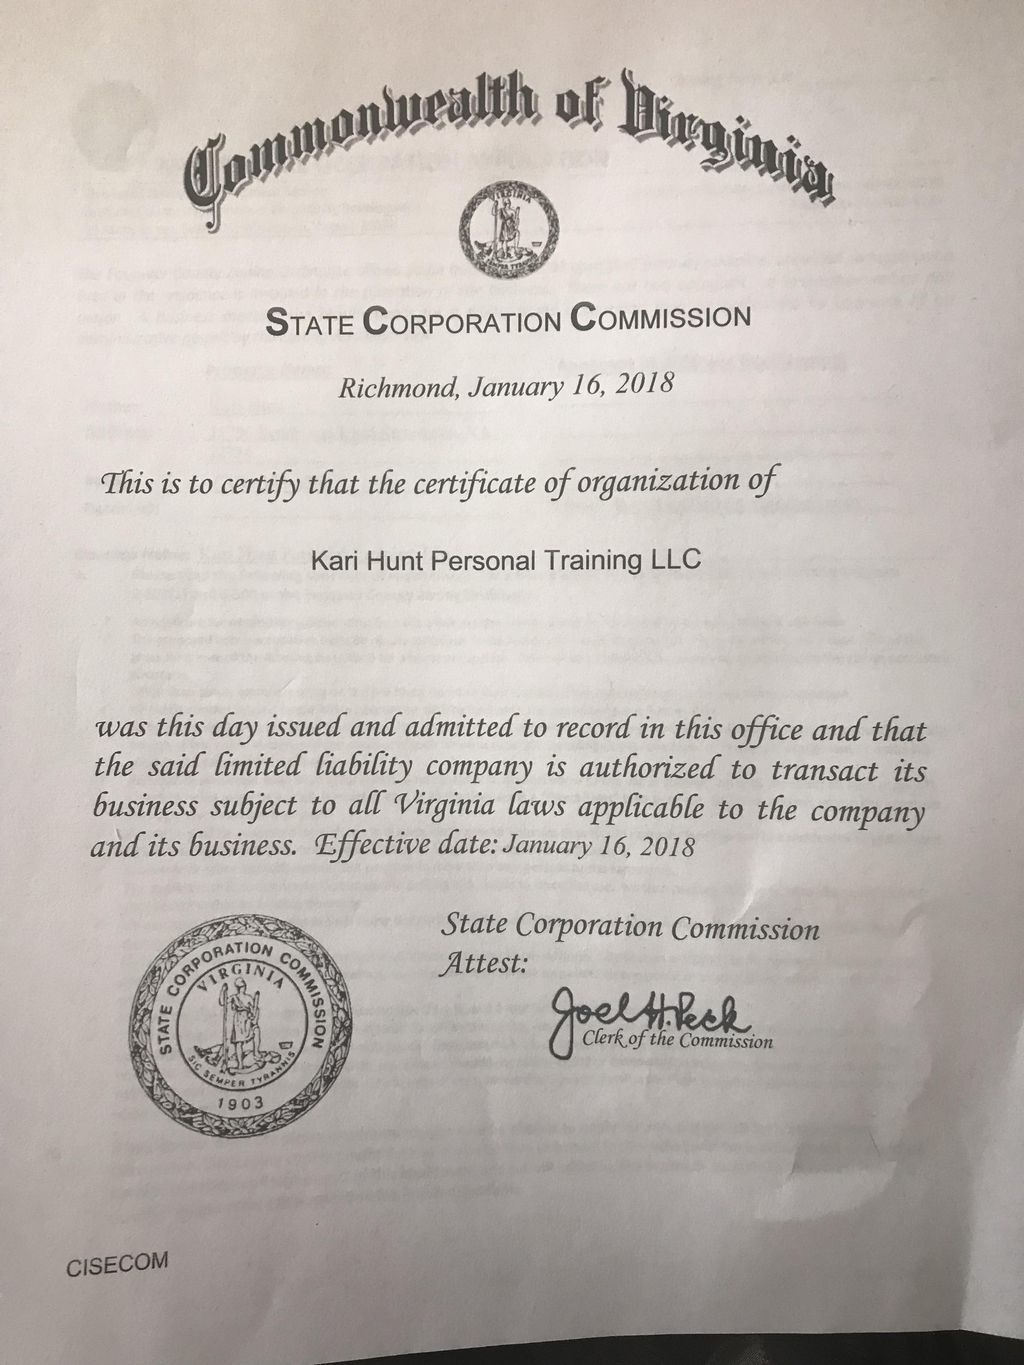 Commonwealth of Virginia
VIRGINIA
STATE CORPORATION COMMISSION
Richmond, January 16, 2018
This is to certify that the certificate of organization of
Kari Hunt Personal Training LLC
was this day issued and admitted to record in this office and that
the said limited liability company is authorized to transact its
business subject to all Virginia laws applicable to the company
and its business. Effective date: January 16, 2018
State Corporation Commission
Attest:
Joel H. Peck
Clerk of the Commission
STATE CORPORATION COMMISSION
VIRGINIA
SIC SEMPER TYRANNIS
1903
CISECOM